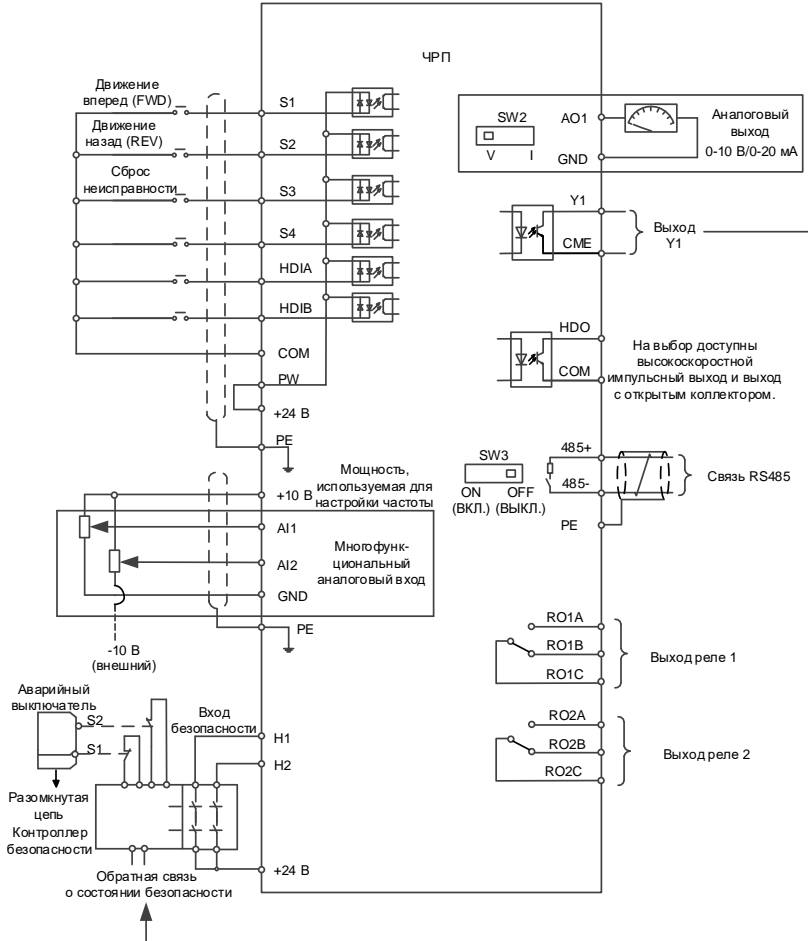 ЧРП
Движение
вперед (FWD)
S1
Движение
назад (REV)
S2
Сброс
неисправности
S3
S4
HDIA
HDIB
COM
PW
+24 В
PE
SW2
V I
AO1
GND
Аналоговый
выход
0-10 В/0-20 мА
Y1
CME
Выход
Y1
HDO
COM
На выбор доступны
высокоскоростной
импульсный выход и выход
с открытым коллектором.
SW3
ON OFF
(ВКЛ.) (ВЫКЛ.)
485+
485-
PE
Связь RS485
Мощность,
используемая для
настройки частоты
+10 В
AI1
AI2
GND
PE
Многофунк-
циональный
аналоговый вход
-10 В
(внешний)
RO1A
RO1B
RO1C
Выход реле 1
RO2A
RO2B
RO2C
Выход реле 2
Аварийный
выключатель
S2
S1
Вход
безопасности
H1
H2
Разомкнутая
цепь
Контроллер
безопасности
+24 В
Обратная связь
о состоянии безопасности